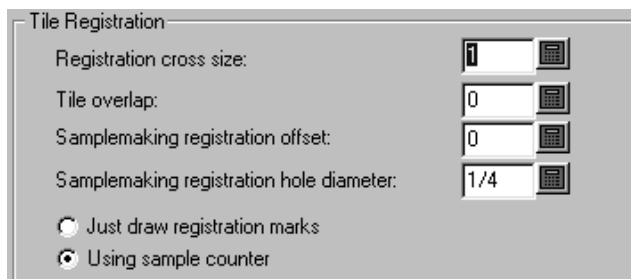 Tile Registration
Registration cross size: 1
Tile overlap: 0
Samplemaking registration offset: 0
Samplemaking registration hole diameter: 1/4
Just draw registration marks
Using sample counter